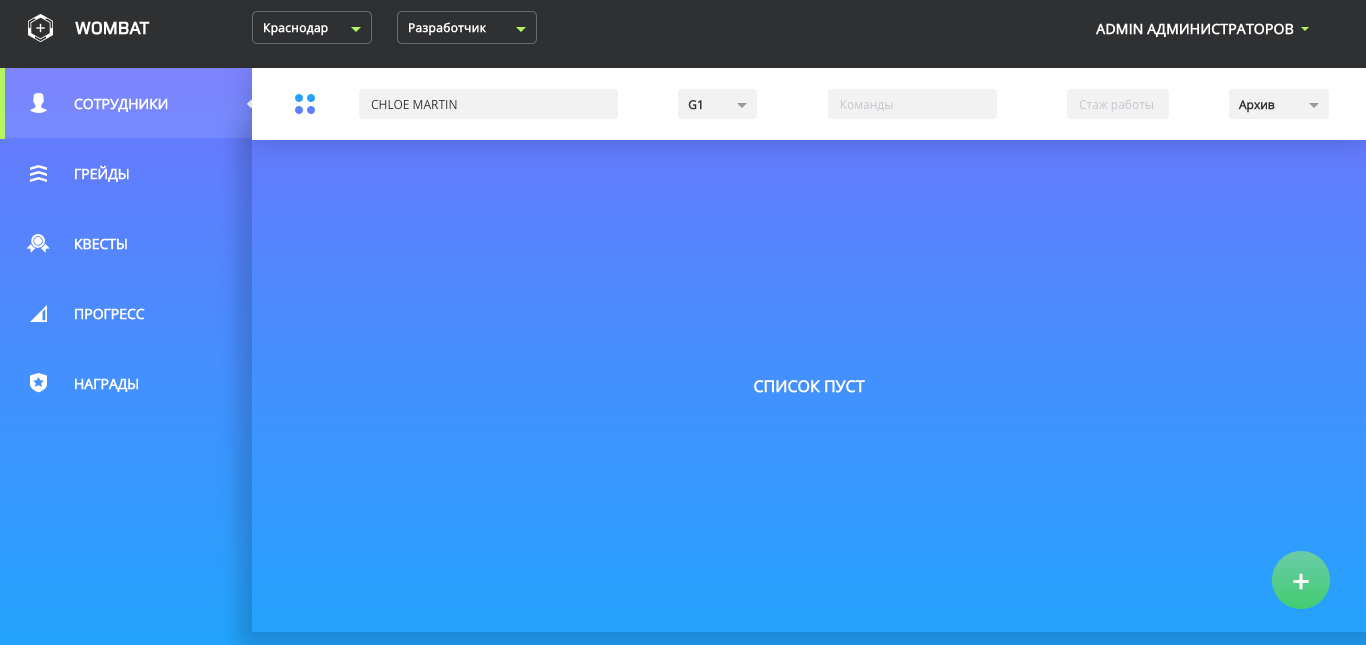 WOMBAT
Краснодар
Разработчик
ADMIN АДМИНИСТРАТОРОВ
СОТРУДНИКИ
CHLOE MARTIN
G1
Команды
Стаж работы
Архив
ГРЕЙДЫ
КВЕСТЫ
ПРОГРЕСС
НАГРАДЫ
СПИСОК ПУСТ
+